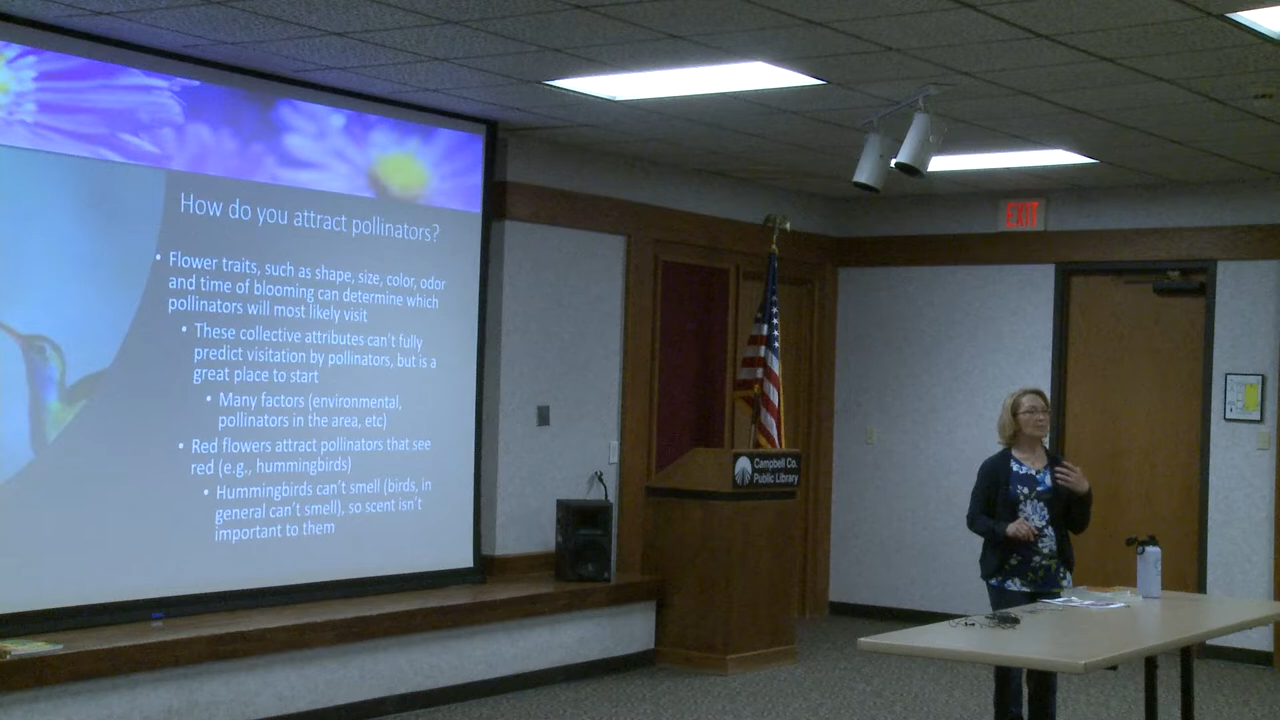 How do you attract pollinators?
• Flower traits, such as shape, size, color, odor
and time of blooming can determine which
pollinators will most likely visit
• These collective attributes can't fully
predict visitation by pollinators, but is a
great place to start
• Many factors (environmental,
pollinators in the area, etc)
• Red flowers attract pollinators that see
red (e.g., hummingbirds)
• Hummingbirds can't smell (birds, in
general can't smell), so scent isn't
important to them
EXIT
Campbell Co.
Public Library